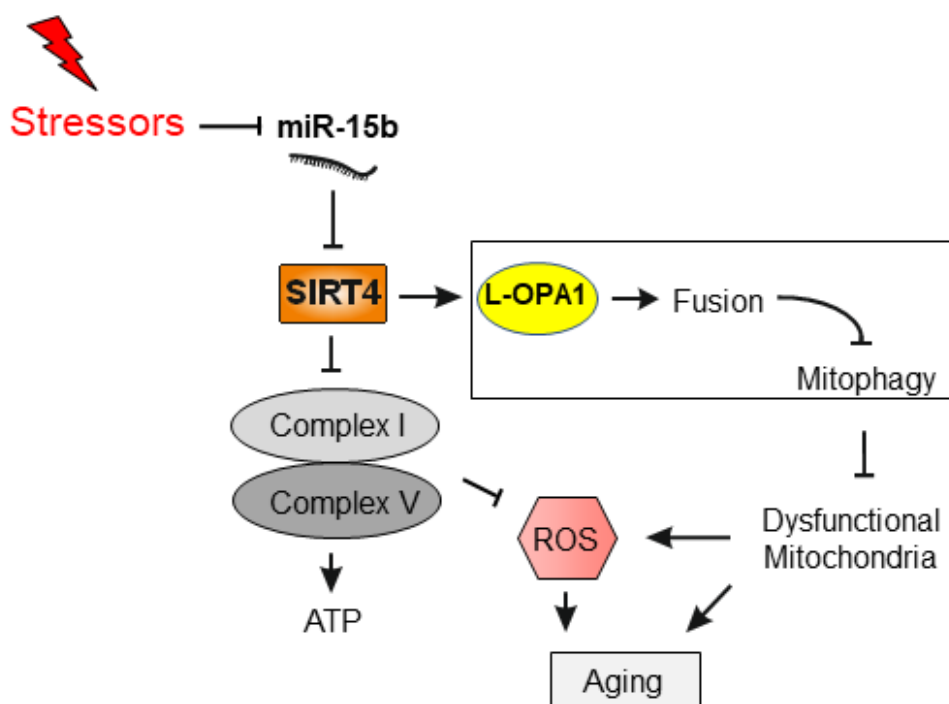 Stressors
miR-15b
SIRT4
L-OPA1
Fusion
Mitophagy
Complex I
Complex V
ROS
Dysfunctional
Mitochondria
ATP
Aging